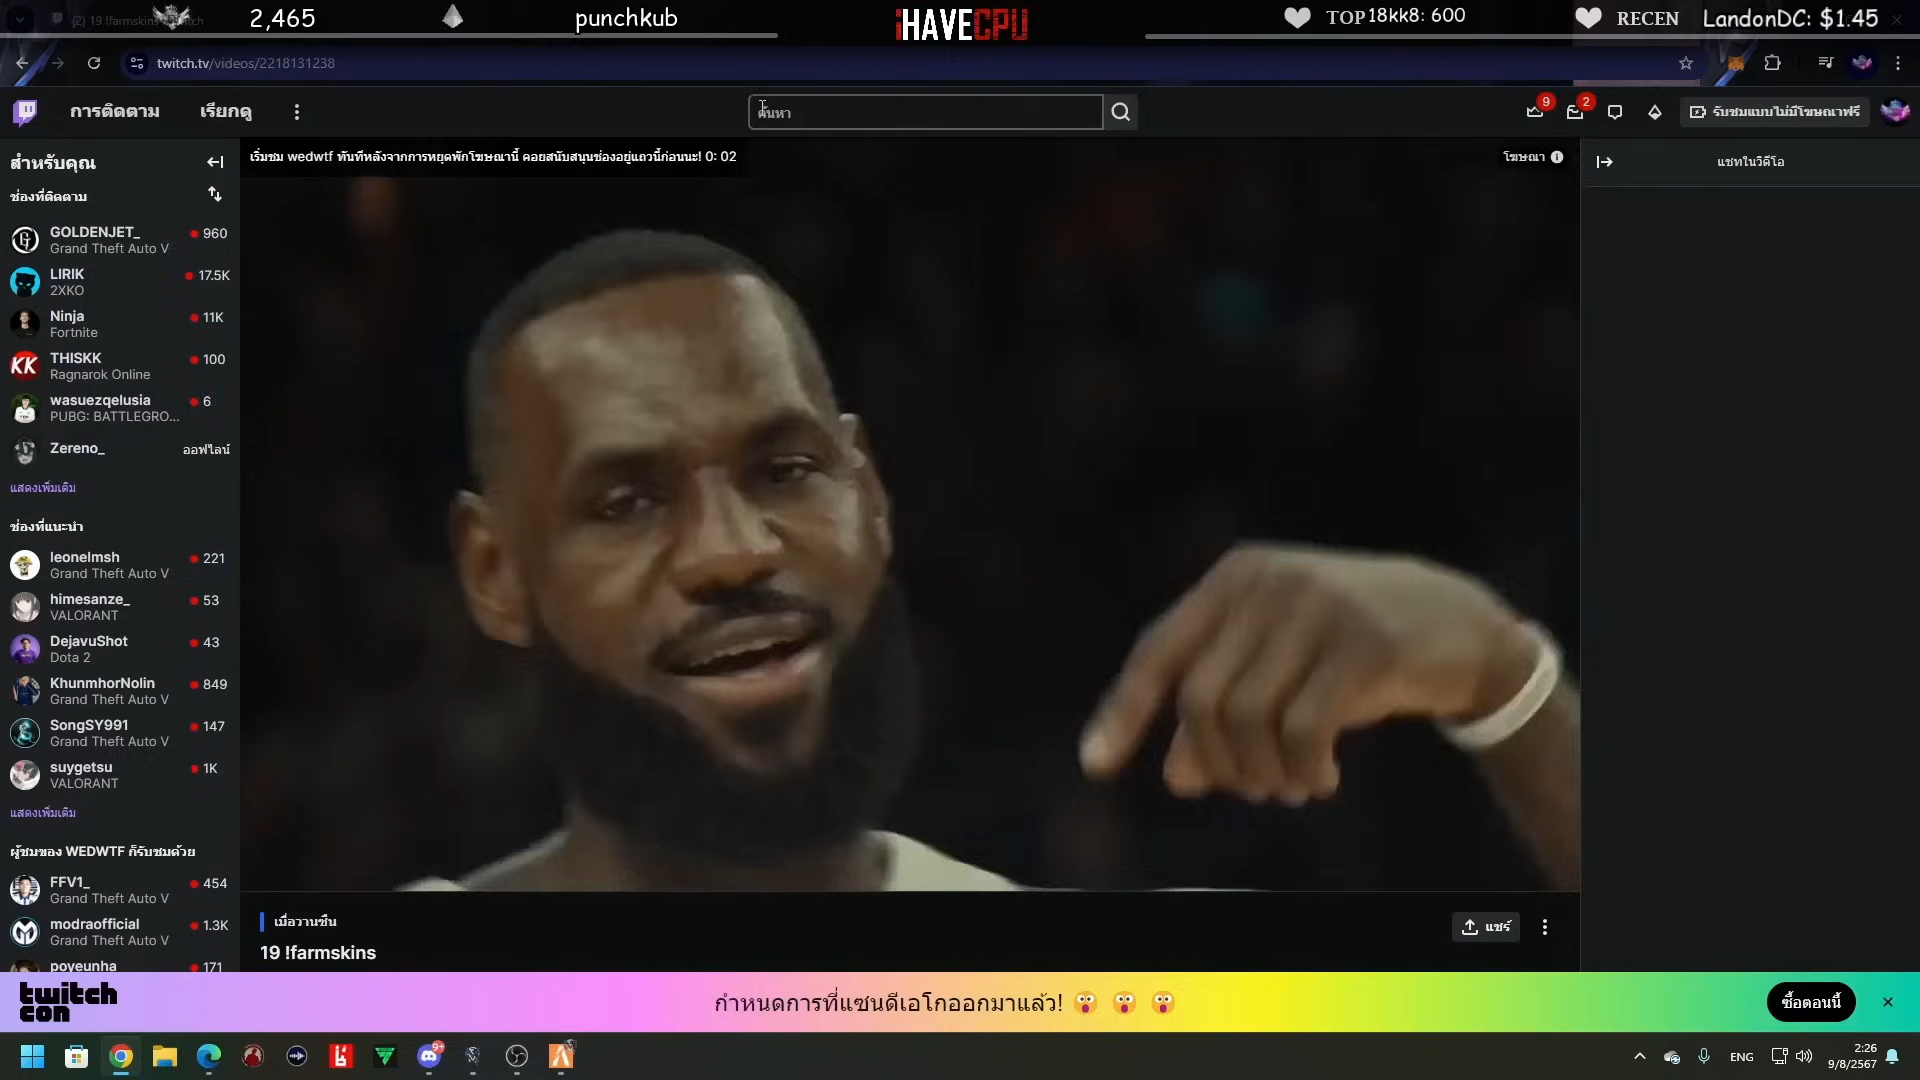 (2) 19 !farmskins
2,465
punchkub
iHAVECPU
TOP 18kk8: 600
RECEN
LandonDC: $1.45
twitch.tv/videos/2218131238
การติดตาม
เรียกดู
ค้นหา
9
2
รับชมแบบไม่มีโฆษณาฟรี
สำหรับคุณ
ช่องที่ติดตาม
GOLDENJET_
960
Grand Theft Auto V
LIRIK
17.5K
2XKO
Ninja
11K
Fortnite
THISKK
100
Ragnarok Online
wasuezqelusia
6
PUBG: BATTLEGRO...
Zereno_
ออฟไลน์
แสดงเพิ่มเติม
ช่องที่แนะนำ
leonelmsh
221
Grand Theft Auto V
himesanze_
53
VALORANT
DejavuShot
43
Dota 2
KhunmhorNolin
849
Grand Theft Auto V
SongSY991
147
Grand Theft Auto V
suygetsu
1K
VALORANT
แสดงเพิ่มเติม
ผู้ชมของ WEDWTF ก็รับชมด้วย
FFV1_
454
Grand Theft Auto V
modraofficial
1.3K
Grand Theft Auto V
poyeunha
171
เริ่มชม wedwtf ทันทีหลังจากการหยุดพักโฆษณานี้ คอยสนับสนุนช่องอยู่แถวนี้ก่อนนะ! 0: 02
โฆษณา
แชทในวิดีโอ
เมื่อวานซืน
19 !farmskins
แชร์
twitch
con
กำหนดการที่แซนดีเอโกออกมาแล้ว!
ซื้อตอนนี้
9+
ENG
2:26
9/8/2567